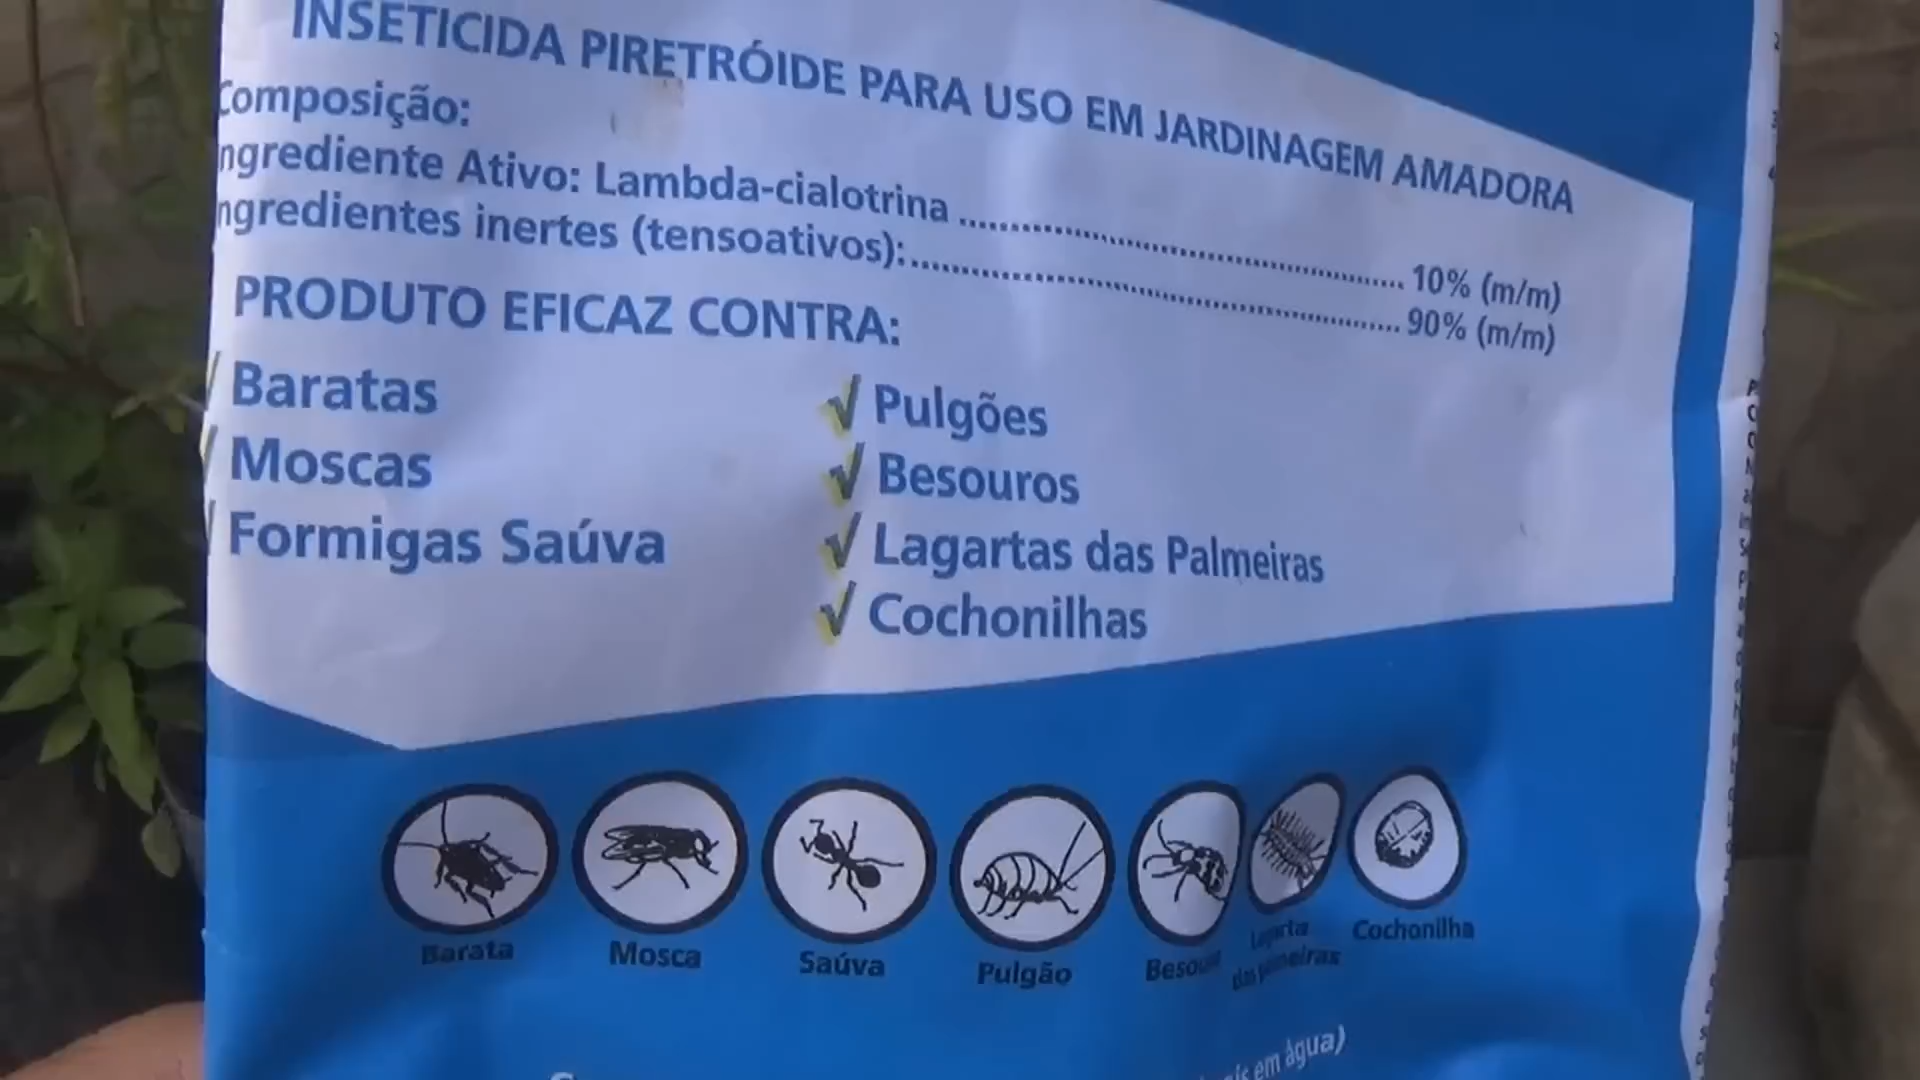 INSETICIDA PIRETRÓIDE PARA USO EM JARDINAGEM AMADORA
Composição:
ngrediente Ativo: Lambda-cialotrina ........ 10% (m/m)
ngredientes inertes (tensoativos): ........ 90% (m/m)
PRODUTO EFICAZ CONTRA:
√ Baratas
√ Moscas
√ Formigas Saúva
√ Pulgões
√ Besouros
√ Lagartas das Palmeiras
√ Cochonilhas
Barata
Mosca
Saúva
Pulgão
Besou
Lagarta
das palmeiras
Cochonilha
em água)